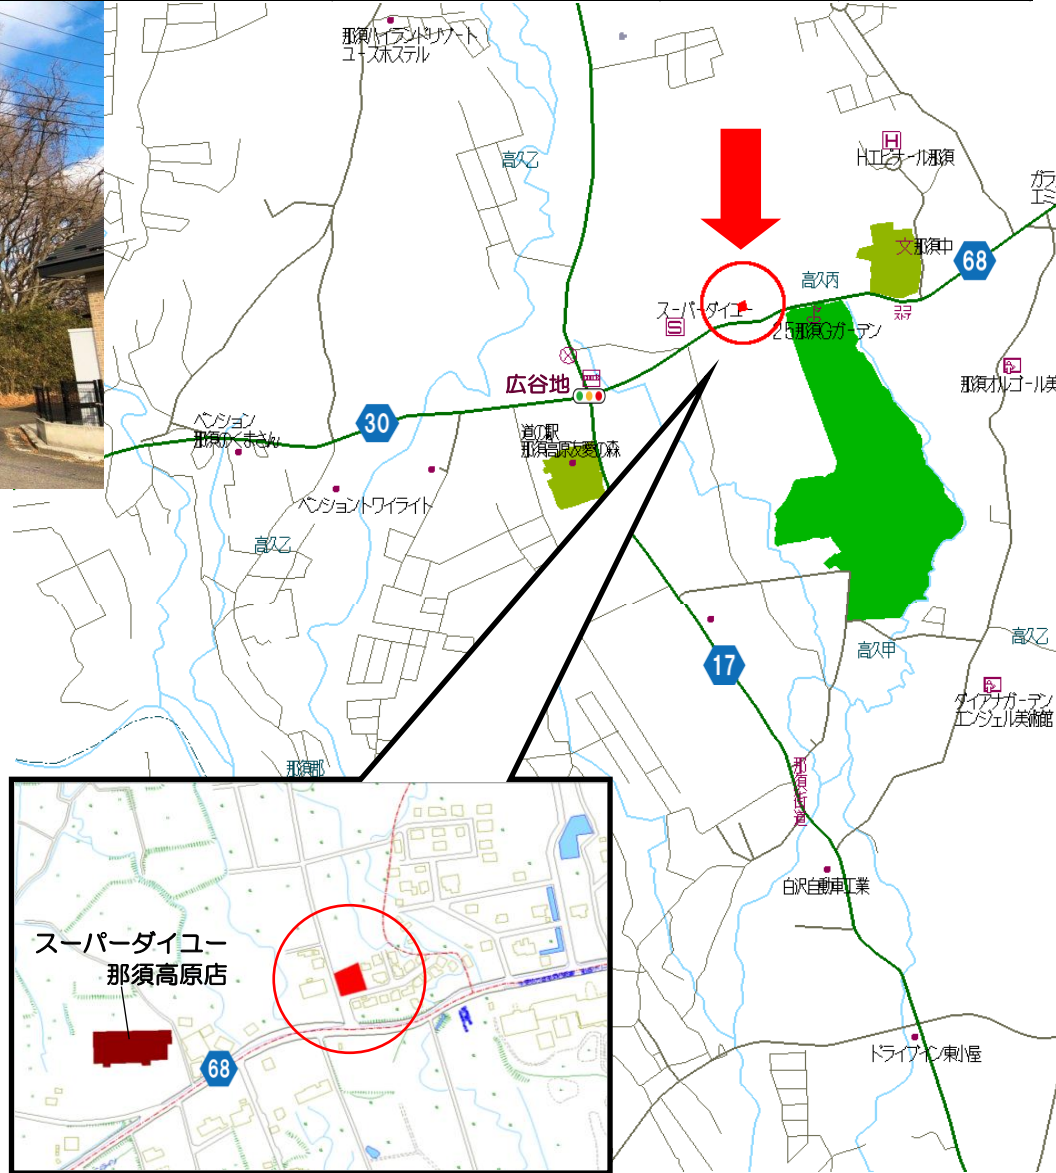 那須ハイランドリゾート
ユースホステル
高久乙
H
Hエピナール那須
ガラ
エミ
文那須中
68
高久丙
スーパーダイユー
S
25那須Gガーデン
広谷地
那須オルゴール美
30
ペンション
那須のくまさん
道の駅
那須高原友愛の森
ペンショントワイライト
高久乙
17
高久甲
高久乙
ダイアナガーデン
エンジェル美術館
那須郡
那須街道
白沢自動車工業
ドライブイン東小屋
スーパーダイユー
那須高原店
68